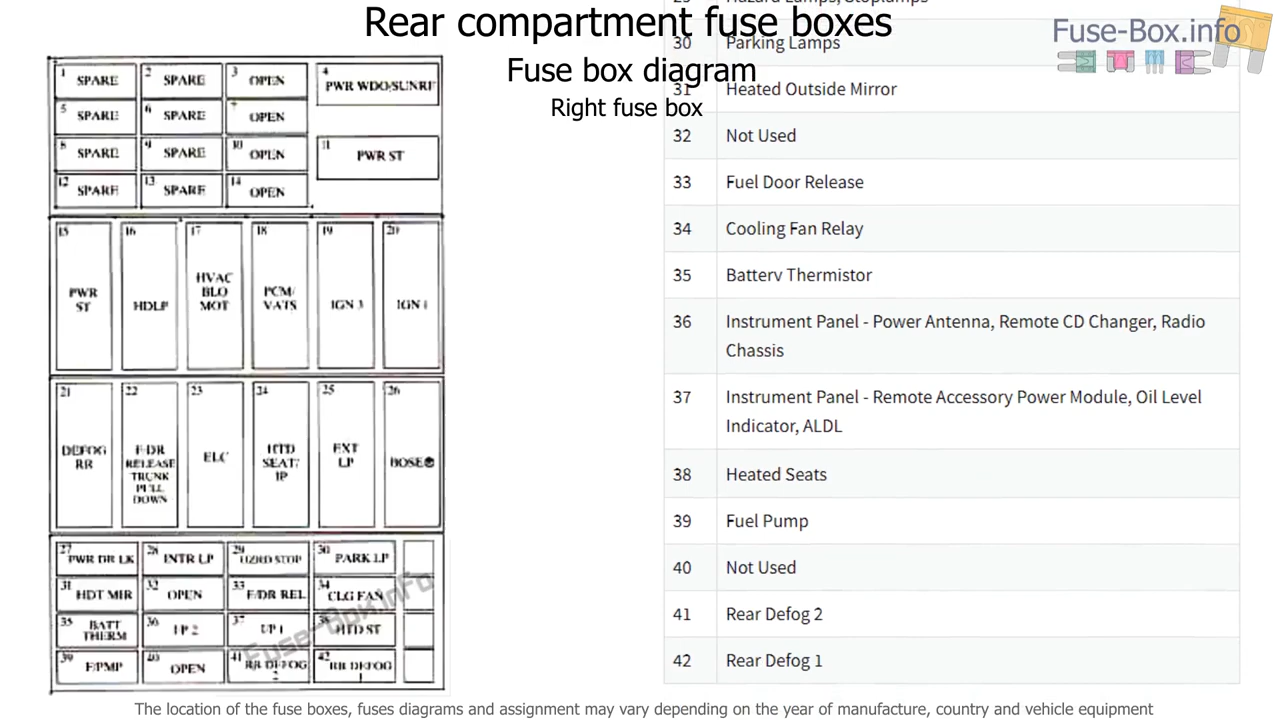 Rear compartment fuse boxes
Fuse box diagram
Right fuse box
Fuse-Box.info
1 SPARE 2 SPARE 3 OPEN 4 PWR WDO/SUNRF
5 SPARE 6 SPARE 7 OPEN
8 SPARE 9 SPARE 10 OPEN 11 PWR ST
12 SPARE 13 SPARE 14 OPEN
15 16 17 18 19 20
PWR ST
HDLP
HVAC BLO MOT
PCM/ VATS
IGN 3
IGN 1
21 22 23 24 25 26
DEFOG RR
F/DR RELEASE TRUNK PULL DOWN
ELC
HTD SEAT/ IP
EXT LP
BOSE
27 PWR DR LK 28 INTR LP 29 HZRD STOP 30 PARK LP
31 HDT MIR 32 OPEN 33 F/DR REL 34 CLG FAN
35 BATT THERM 36 I/P 2 37 I/P 1 38 HTD ST
39 F/PMP 40 OPEN 41 RR DEFOG 2 42 RR DEFOG 1
Fuse-Box.info
29 Hazard Lamps, Stoplamps
30 Parking Lamps
31 Heated Outside Mirror
32 Not Used
33 Fuel Door Release
34 Cooling Fan Relay
35 Battery Thermistor
36 Instrument Panel - Power Antenna, Remote CD Changer, Radio
Chassis
37 Instrument Panel - Remote Accessory Power Module, Oil Level
Indicator, ALDL
38 Heated Seats
39 Fuel Pump
40 Not Used
41 Rear Defog 2
42 Rear Defog 1
The location of the fuse boxes, fuses diagrams and assignment may vary depending on the year of manufacture, country and vehicle equipment